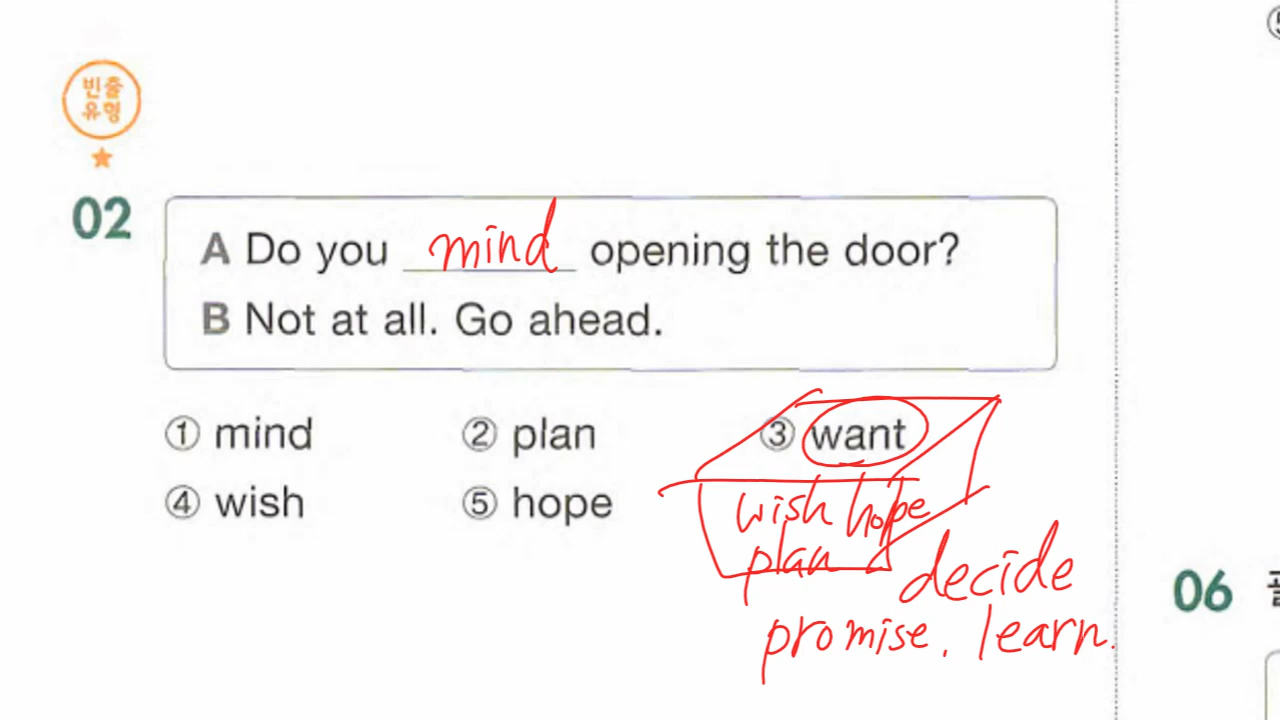 빈출
유형
02
A Do you mind opening the door?
B Not at all. Go ahead.
① mind ② plan ③ want
④ wish ⑤ hope
wish hope
plan decide
promise. learn.
06